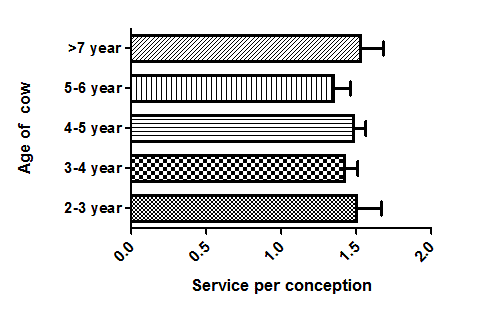 >7 year
5-6 year
4-5 year
3-4 year
2-3 year
Age of cow
0.0
0.5
1.0
1.5
2.0
Service per conception